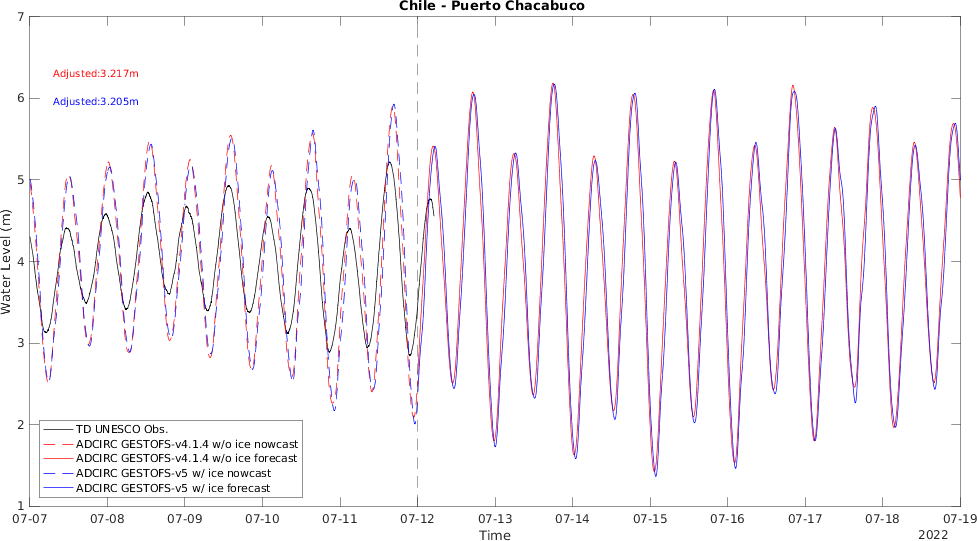 Chile - Puerto Chacabuco
7
6
5
4
3
2
1
Water Level (m)
Adjusted:3.217m
Adjusted:3.205m
TD UNESCO Obs.
ADCIRC GESTOFS-v4.1.4 w/o ice nowcast
ADCIRC GESTOFS-v4.1.4 w/o ice forecast
ADCIRC GESTOFS-v5 w/ ice nowcast
ADCIRC GESTOFS-v5 w/ ice forecast
07-07 07-08 07-09 07-10 07-11 07-12 07-13 07-14 07-15 07-16 07-17 07-18 07-19
Time
2022